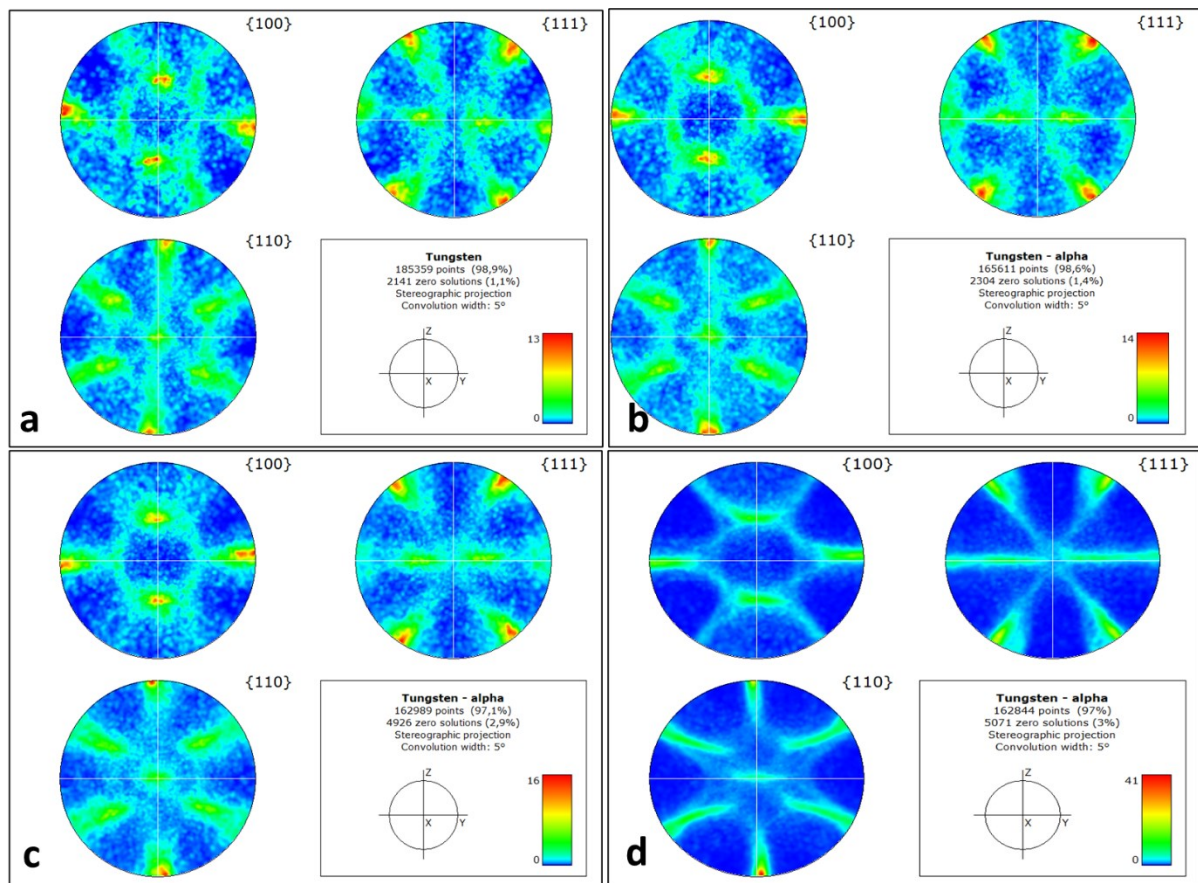 {100}
{111}
{110}
Tungsten
185359 points (98,9%)
2141 zero solutions (1,1%)
Stereographic projection
Convolution width: 5°
Z
X
Y
13
0
a
{100}
{111}
{110}
Tungsten - alpha
165611 points (98,6%)
2304 zero solutions (1,4%)
Stereographic projection
Convolution width: 5°
Z
X
Y
14
0
b
{100}
{111}
{110}
Tungsten - alpha
162989 points (97,1%)
4926 zero solutions (2,9%)
Stereographic projection
Convolution width: 5°
Z
X
Y
16
0
c
{100}
{111}
{110}
Tungsten - alpha
162844 points (97%)
5071 zero solutions (3%)
Stereographic projection
Convolution width: 5°
Z
X
Y
41
0
d